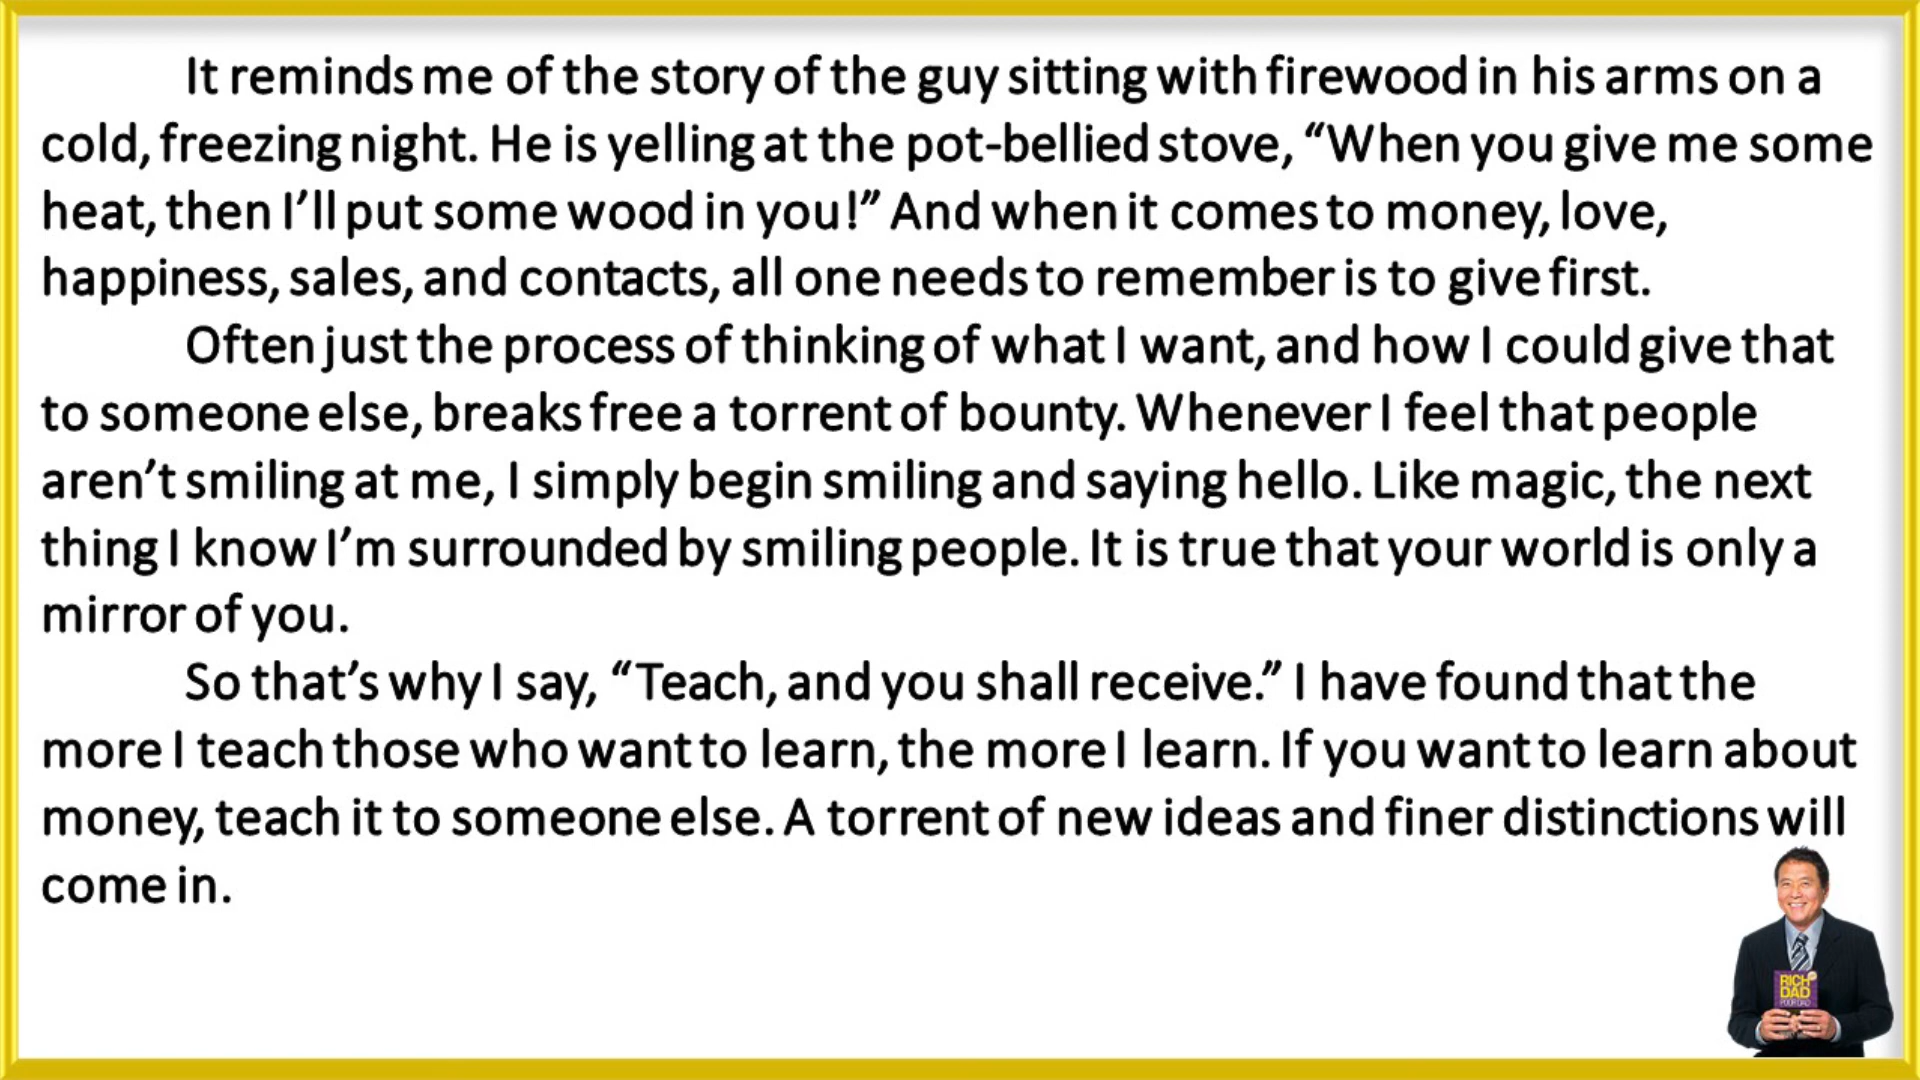 It reminds me of the story of the guy sitting with firewood in his arms on a
cold, freezing night. He is yelling at the pot-bellied stove, “When you give me some
heat, then I’ll put some wood in you!” And when it comes to money, love,
happiness, sales, and contacts, all one needs to remember is to give first.
Often just the process of thinking of what I want, and how I could give that
to someone else, breaks free a torrent of bounty. Whenever I feel that people
aren’t smiling at me, I simply begin smiling and saying hello. Like magic, the next
thing I know I’m surrounded by smiling people. It is true that your world is only a
mirror of you.
So that’s why I say, “Teach, and you shall receive.” I have found that the
more I teach those who want to learn, the more I learn. If you want to learn about
money, teach it to someone else. A torrent of new ideas and finer distinctions will
come in.
RICH
DAD
POOR DAD